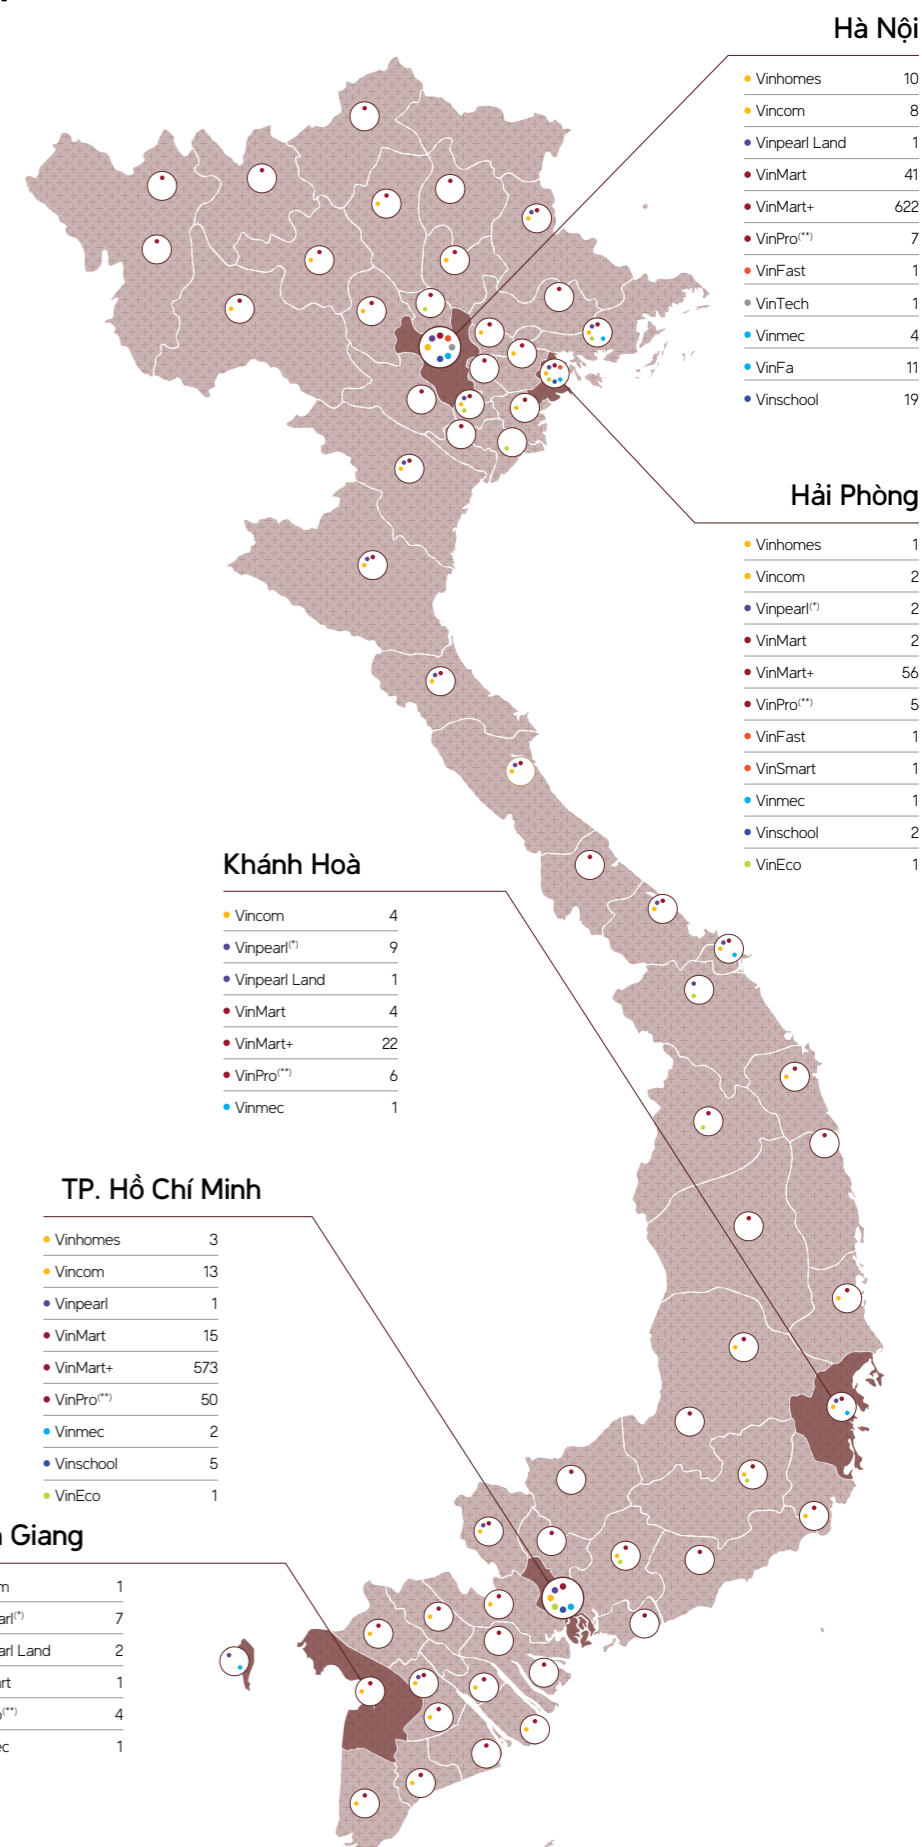 Hà Nội
Vinhomes 10
Vincom 8
Vinpearl Land 1
VinMart 41
VinMart+ 622
VinPro(**) 7
VinFast 1
VinTech 1
Vinmec 4
VinFa 11
Vinschool 19
Hải Phòng
Vinhomes 1
Vincom 2
Vinpearl(*) 2
VinMart 2
VinMart+ 56
VinPro(**) 5
VinFast 1
VinSmart 1
Vinmec 1
Vinschool 2
VinEco 1
Khánh Hoà
Vincom 4
Vinpearl(*) 9
Vinpearl Land 1
VinMart 4
VinMart+ 22
VinPro(**) 6
Vinmec 1
TP. Hồ Chí Minh
Vinhomes 3
Vincom 13
Vinpearl 1
VinMart 15
VinMart+ 573
VinPro(**) 50
Vinmec 2
Vinschool 5
VinEco 1
Giang
1
7
Land 2
1
4
1